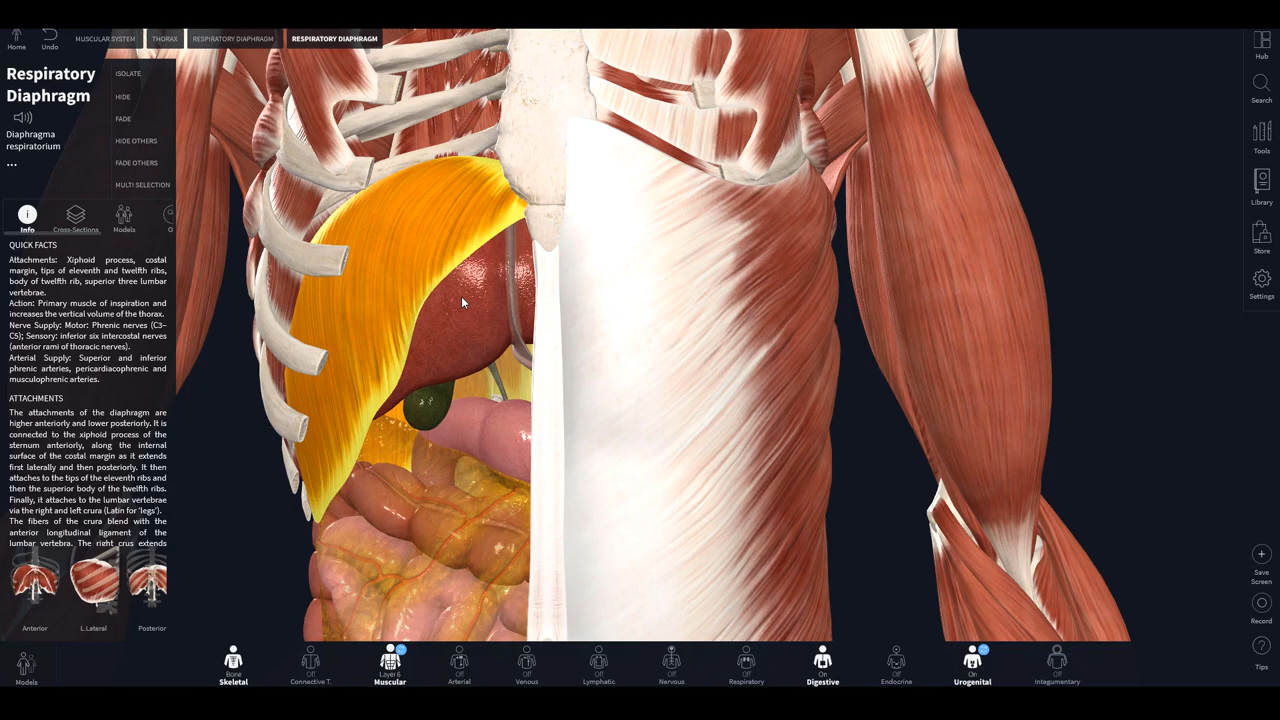 Home
Undo
MUSCULAR SYSTEM
THORAX
RESPIRATORY DIAPHRAGM
RESPIRATORY DIAPHRAGM
Hub
Search
Tools
Library
Store
Settings
Save
Screen
Record
Tips
Respiratory
Diaphragm
Diaphragma
respiratorium
...
ISOLATE
HIDE
FADE
HIDE OTHERS
FADE OTHERS
MULTI SELECTION
Info
Cross-Sections
Models
QUICK FACTS
Attachments: Xiphoid process, costal
margin, tips of eleventh and twelfth ribs,
body of twelfth rib, superior three lumbar
vertebrae.
Action: Primary muscle of inspiration and
increases the vertical volume of the thorax.
Nerve Supply: Motor: Phrenic nerves (C3–
C5); Sensory: inferior six intercostal nerves
(anterior rami of thoracic nerves).
Arterial Supply: Superior and inferior
phrenic arteries, pericardiacophrenic and
musculophrenic arteries.
ATTACHMENTS
The attachments of the diaphragm are
higher anteriorly and lower posteriorly. It is
connected to the xiphoid process of the
sternum anteriorly, along the internal
surface of the costal margin as it extends
first laterally and then posteriorly. It then
attaches to the tips of the eleventh ribs and
then the superior body of the twelfth ribs.
Finally, it attaches to the lumbar vertebrae
via the right and left crura (Latin for 'legs').
The fibers of the crura blend with the
anterior longitudinal ligament of the
lumbar vertebra. The right crus extends
Anterior
L.Lateral
Posterior
Models
Bone
Skeletal
Off
Connective T.
Layer 6
Muscular
Off
Arterial
Off
Venous
Off
Lymphatic
Off
Nervous
Off
Respiratory
On
Digestive
Off
Endocrine
On
Urogenital
Off
Integumentary